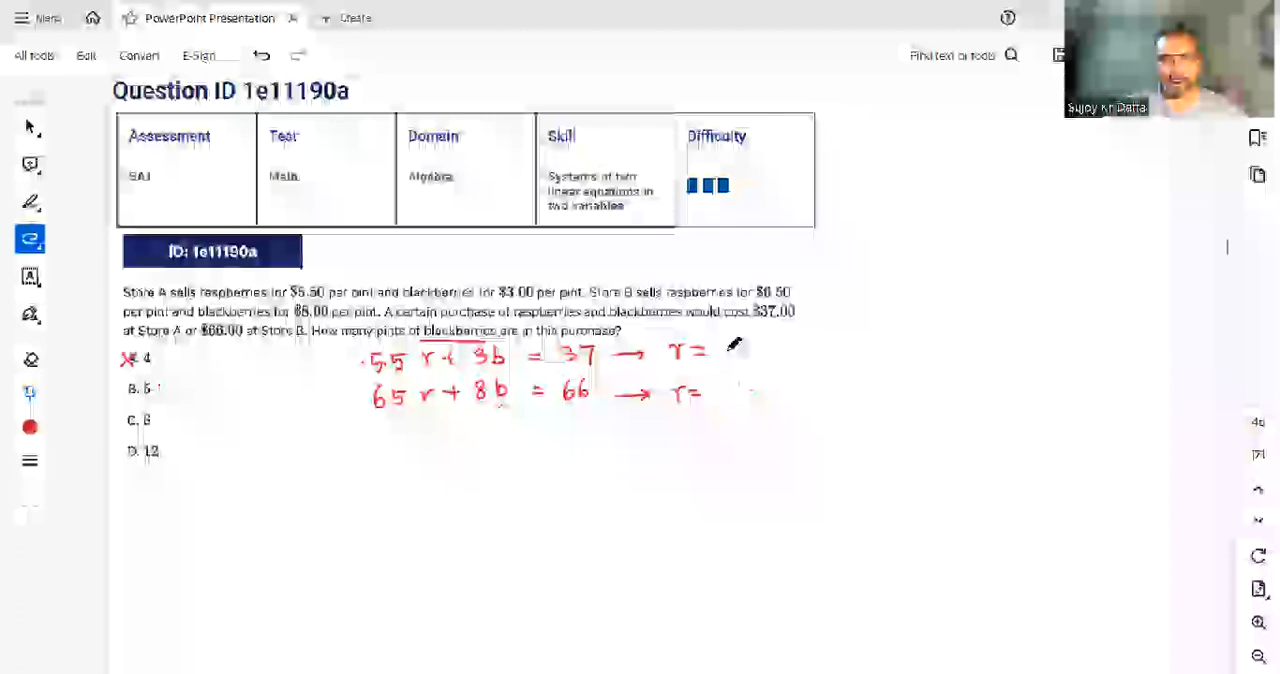 Menu
PowerPoint Presentation
Create
All tools Edit Convert E-Sign
Find text or tools
Sujoy Kr Datta
Question ID 1e11190a
Assessment Test Domain Skill Difficulty
SAT Math Algebra Systems of two linear equations in two variables
ID: 1e11190a
Store A sells raspberries for $5.50 per pint and blackberries for $3.00 per pint. Store B sells raspberries for $6.50
per pint and blackberries for $8.00 per pint. A certain purchase of raspberries and blackberries would cost $37.00
at Store A or $66.00 at Store B. How many pints of blackberries are in this purchase?
A. 4
B. 5
C. 8
D. 12
5.5 r + 3b = 37 → r =
65 r + 8b = 66 → r =